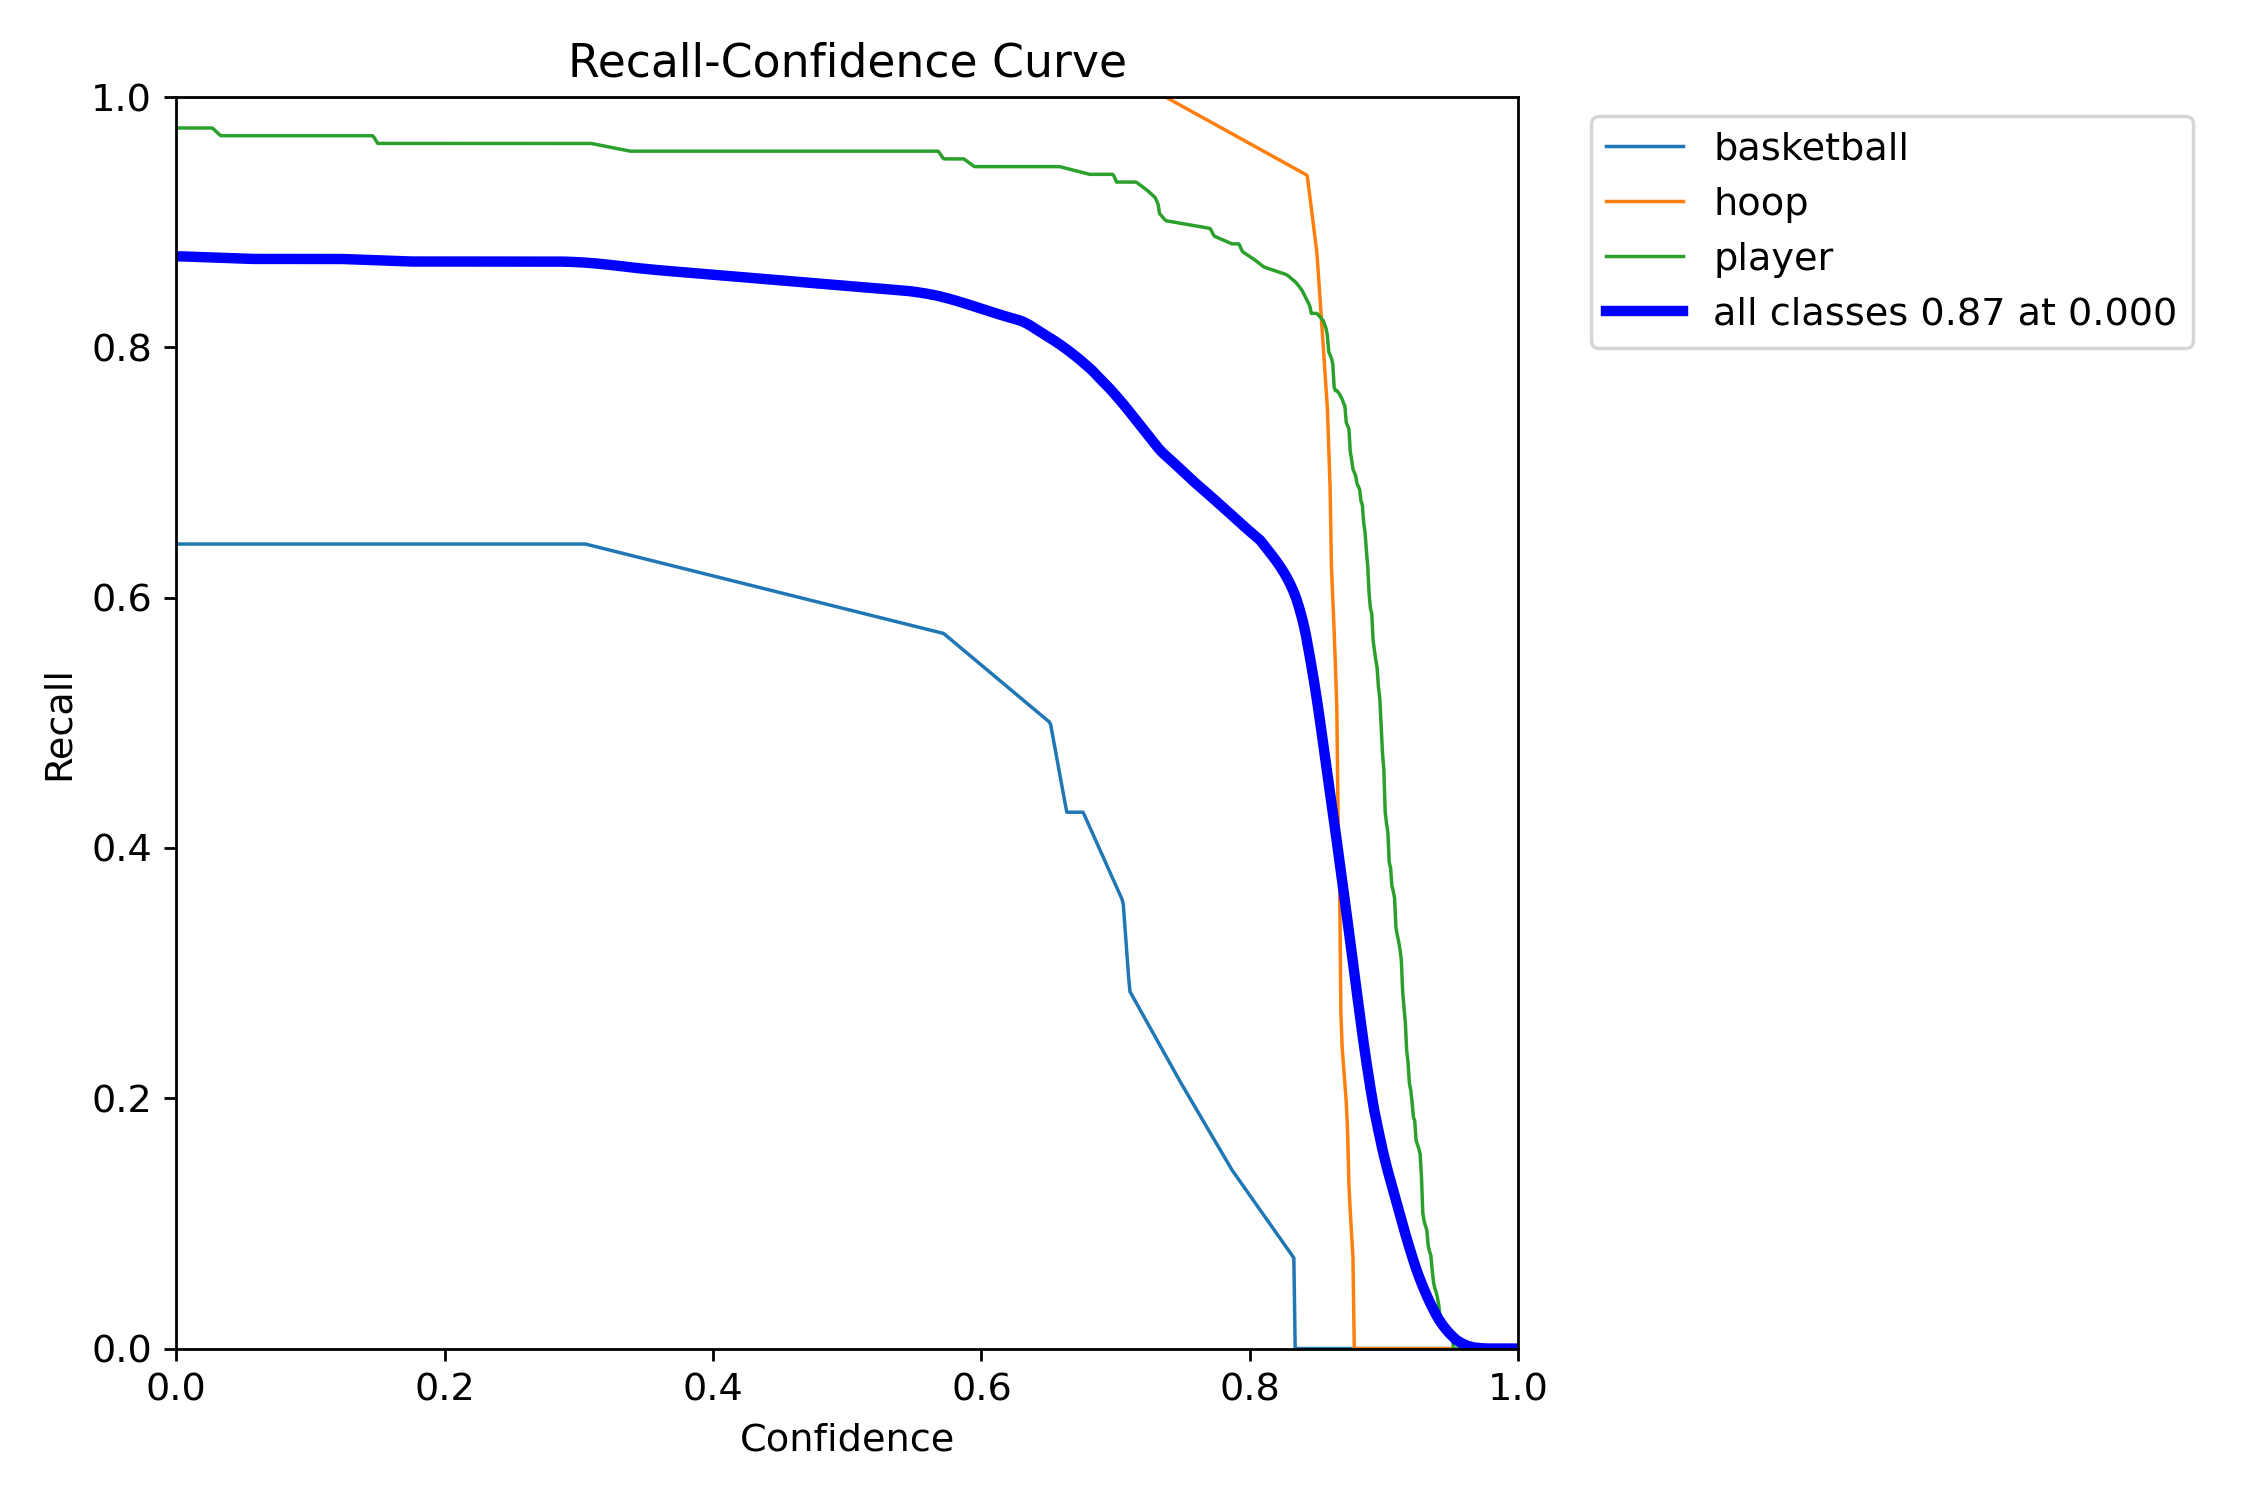 Recall-Confidence Curve
1.0
0.8
0.6
0.4
0.2
0.0
Recall
0.0 0.2 0.4 0.6 0.8 1.0
Confidence
basketball
hoop
player
all classes 0.87 at 0.000